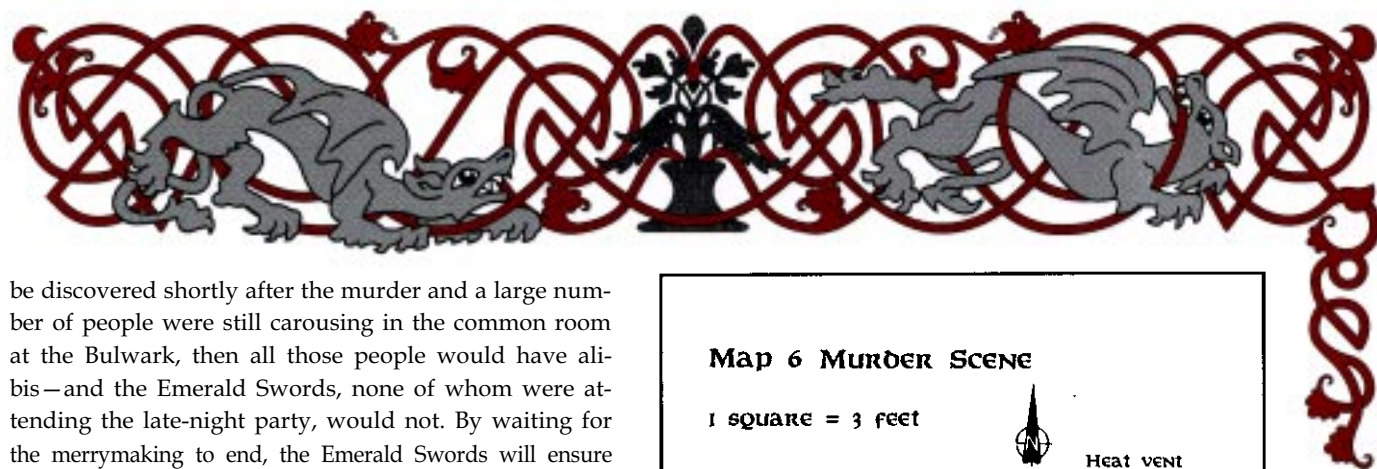 be discovered shortly after the murder and a large num-
ber of people were still carousing in the common room
at the Bulwark, then all those people would have ali-
bis—and the Emerald Swords, none of whom were at-
tending the late-night party, would not. By waiting for
the merrymaking to end, the Emerald Swords will ensure
Map 6 Murder Scene
1 square = 3 feet
N
Heat vent